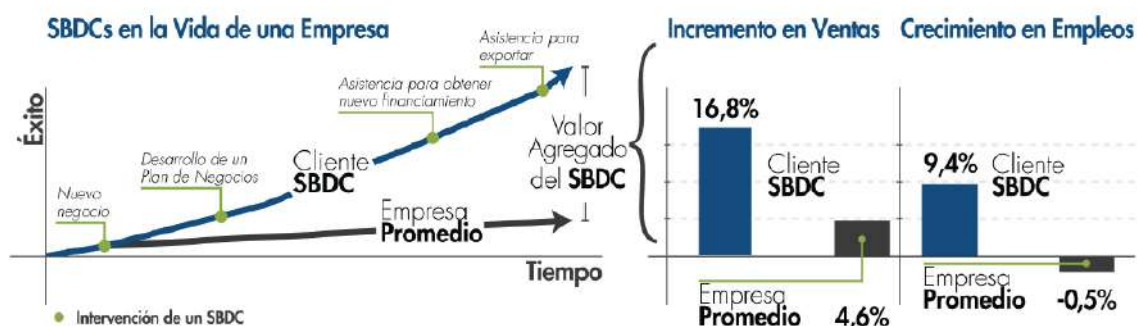 SBDCs en la Vida de una Empresa
Éxito
Nuevo
negocio
Desarrollo de un
Plan de Negocios
Asistencia para obtener
nuevo financiamiento
Asistencia para
exportar
Cliente
SBDC
Empresa
Promedio
Valor
Agregado
del SBDC
Tiempo
Intervención de un SBDC
Incremento en Ventas
16,8%
Cliente
SBDC
Empresa
Promedio
4,6%
Crecimiento en Empleos
9,4%
Cliente
SBDC
Empresa
Promedio
-0,5%